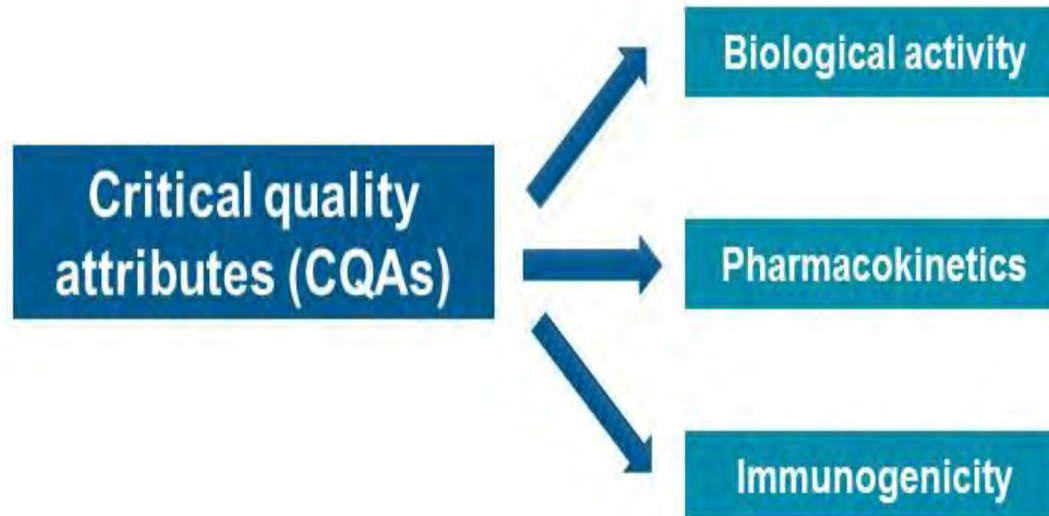 Critical quality
attributes (CQAs)
Biological activity
Pharmacokinetics
Immunogenicity